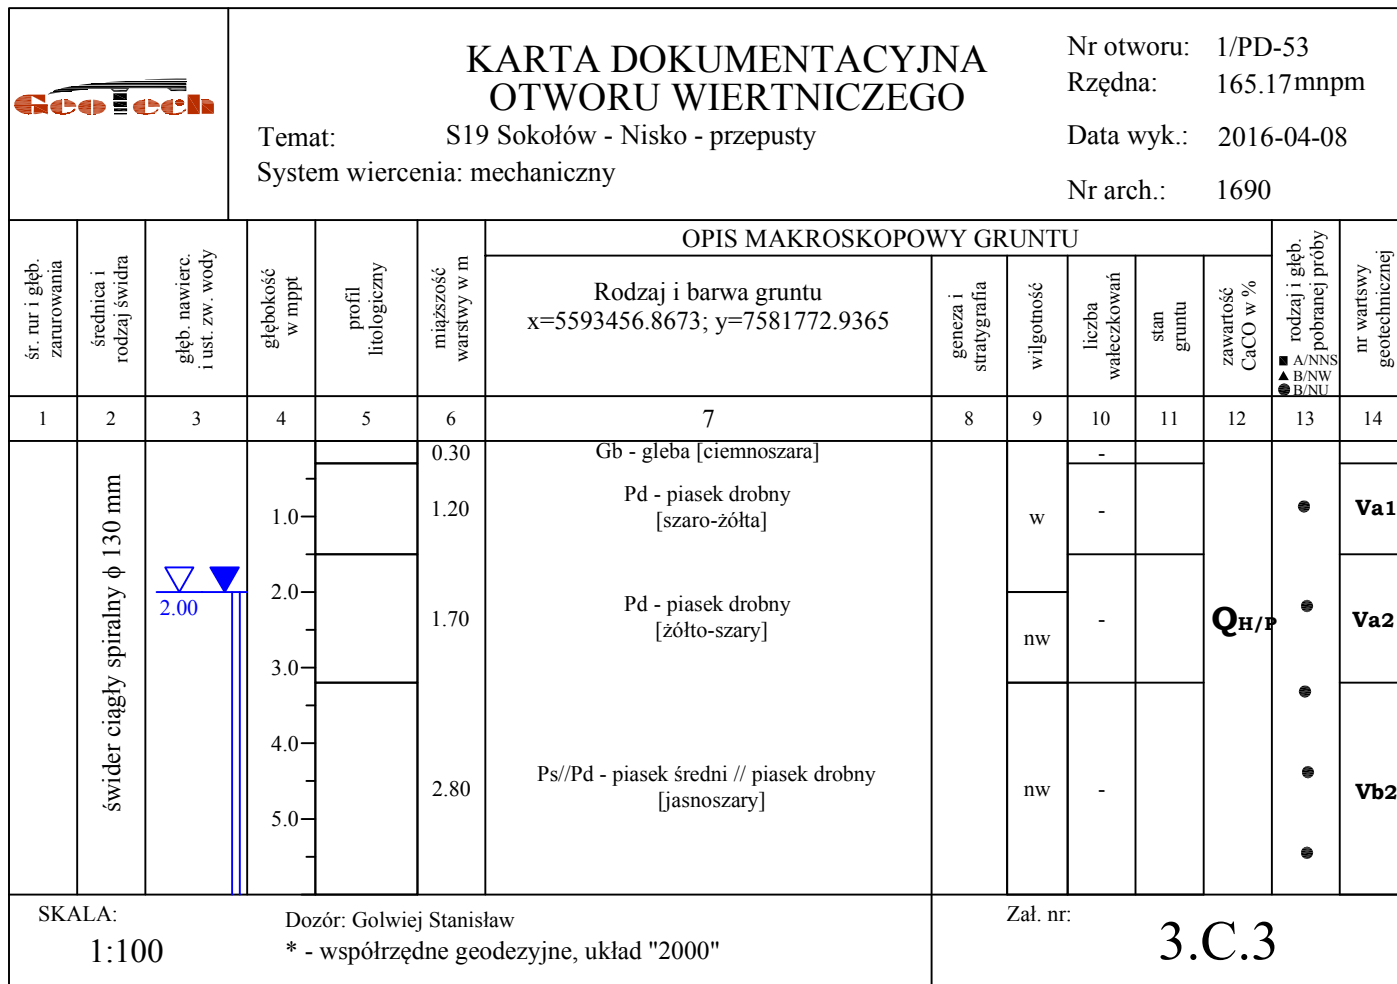 GeoTech
KARTA DOKUMENTACYJNA
OTWORU WIERTNICZEGO
Temat: S19 Sokołów - Nisko - przepusty
System wiercenia: mechaniczny
Nr otworu: 1/PD-53
Rzędna: 165.17mnpm
Data wyk.: 2016-04-08
Nr arch.: 1690
śr. rur i głęb.
zarurowania
średnica i
rodzaj świdra
głęb. nawierc.
i ust. zw. wody
głębokość
w mppt
profil
litologiczny
miąższość
warstwy w m
OPIS MAKROSKOPOWY GRUNTU
Rodzaj i barwa gruntu
x=5593456.8673; y=7581772.9365
geneza i
stratygrafia
wilgotność
liczba
wałeczkowań
stan
gruntu
zawartość
CaCO w %
rodzaj i głęb.
pobranej próby
■ A/NNS
▲ B/NW
● B/NU
nr wartswy
geotechnicznej
1 2 3 4 5 6 7 8 9 10 11 12 13 14
0.30 Gb - gleba [ciemnoszara] -
świder ciągły spiralny ϕ 130 mm
1.0 1.20 Pd - piasek drobny
[szaro-żółta] w - Va1
2.00
2.0 1.70 Pd - piasek drobny
[żółto-szary] nw - QH/P Va2
3.0
4.0
2.80 Ps//Pd - piasek średni // piasek drobny
[jasnoszary] nw - Vb2
5.0
SKALA:
1:100
Dozór: Golwiej Stanisław
* - współrzędne geodezyjne, układ "2000"
Zał. nr:
3.C.3